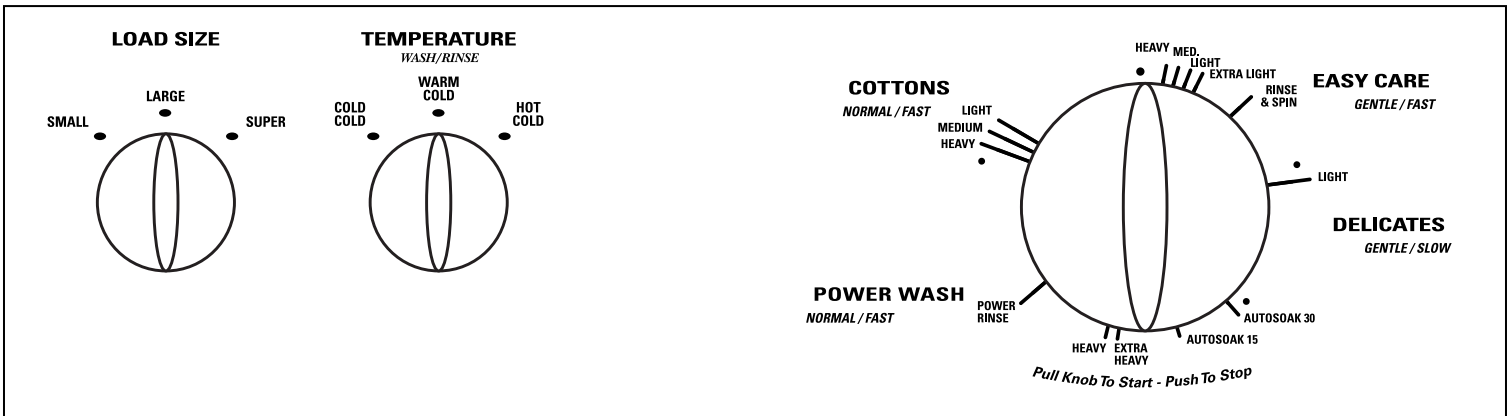 LOAD SIZE
SMALL
LARGE
SUPER
TEMPERATURE
WASH/RINSE
COLD
COLD
WARM
COLD
HOT
COLD
COTTONS
NORMAL / FAST
LIGHT
MEDIUM
HEAVY
HEAVY
MED.
LIGHT
EXTRA LIGHT
RINSE
& SPIN
EASY CARE
GENTLE / FAST
LIGHT
DELICATES
GENTLE / SLOW
POWER WASH
NORMAL / FAST
POWER
RINSE
HEAVY
EXTRA
HEAVY
AUTOSOAK 15
AUTOSOAK 30
Pull Knob To Start - Push To Stop